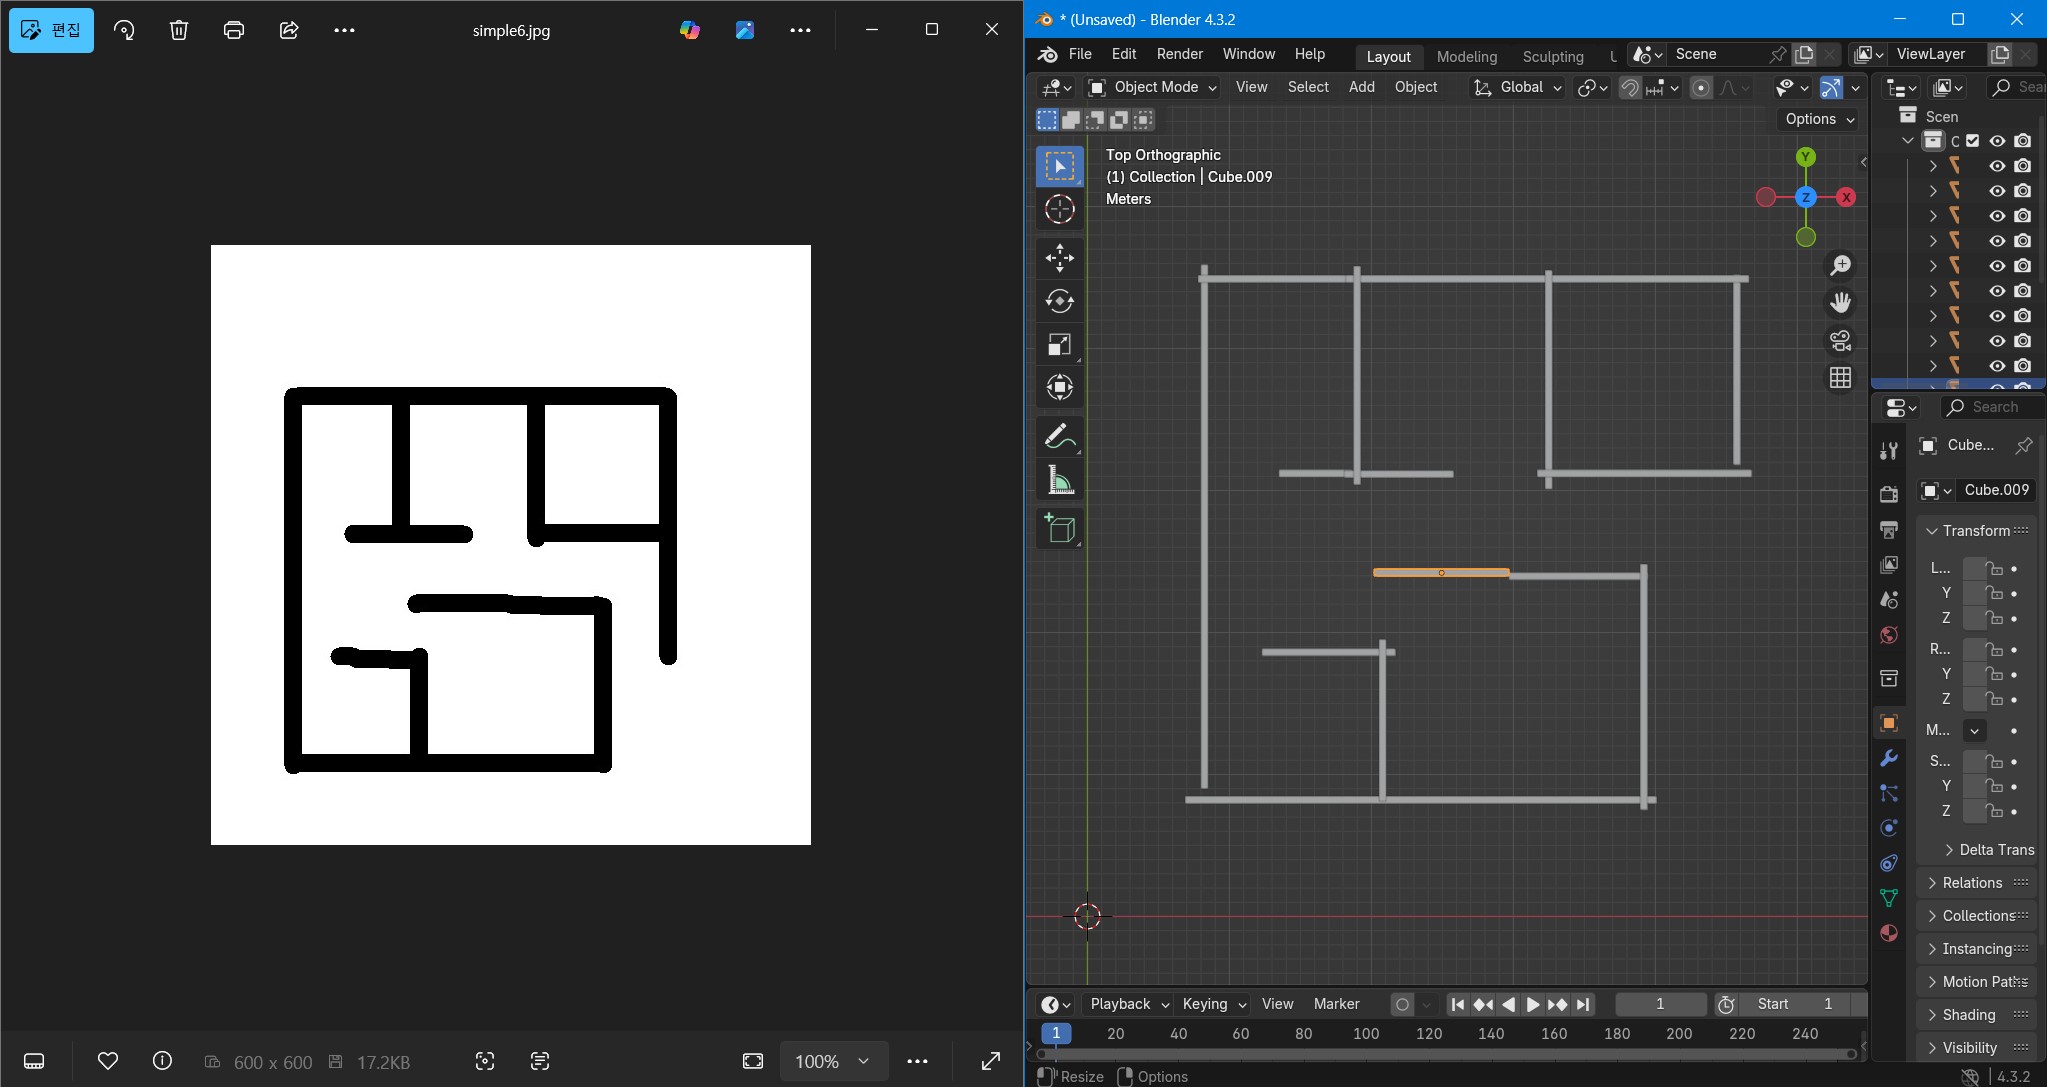 편집
simple6.jpg
600 x 600
17.2KB
100%
* (Unsaved) - Blender 4.3.2
File Edit Render Window Help
Layout Modeling Sculpting
Scene
ViewLayer
Object Mode View Select Add Object Global
Options
Top Orthographic
(1) Collection | Cube.009
Meters
Y
Z
X
Scen
C
Search
Cube...
Cube.009
Transform
L...
Y
Z
R...
Y
Z
M...
S...
Y
Z
Delta Trans
Relations
Collections
Instancing
Motion Paths
Shading
Visibility
Playback Keying View Marker
1
Start 1
1 20 40 60 80 100 120 140 160 180 200 220 240
Resize Options
4.3.2